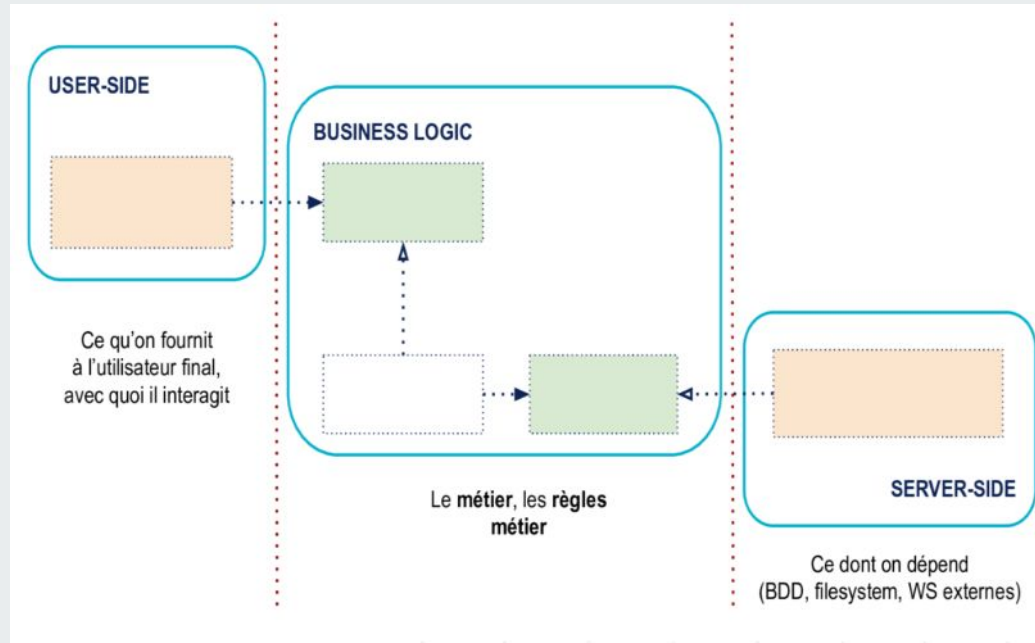 USER-SIDE
BUSINESS LOGIC
Ce qu’on fournit
à l’utilisateur final,
avec quoi il interagit
Le métier, les règles
métier
SERVER-SIDE
Ce dont on dépend
(BDD, filesystem, WS externes)